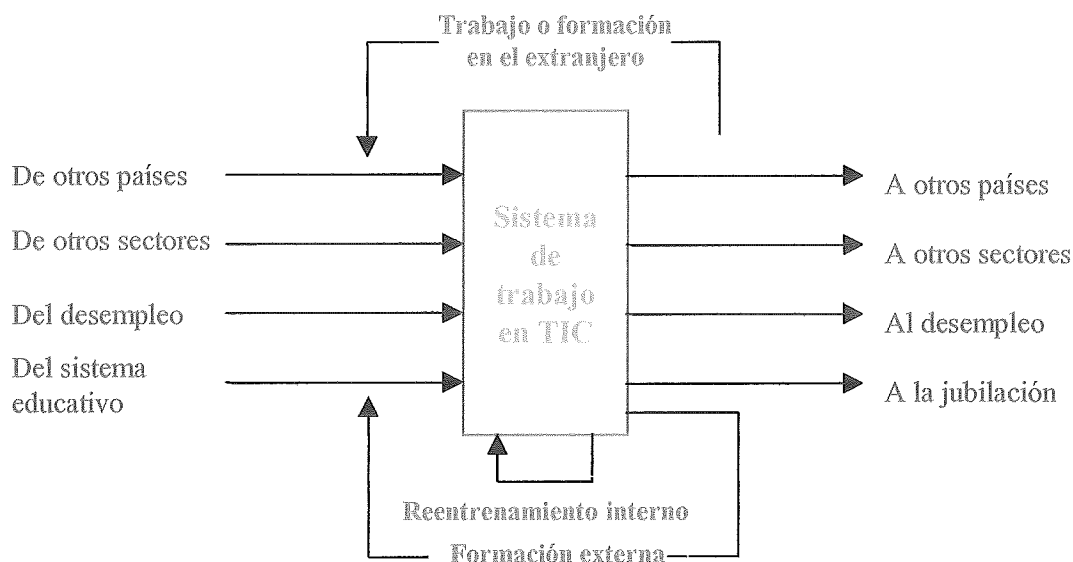 Trabajo o formación
en el extranjero
De otros países
De otros sectores
Del desempleo
Del sistema
educativo
Sistema
de
trabajo
en TIC
A otros países
A otros sectores
Al desempleo
A la jubilación
Reentrenamiento interno
Formación externa